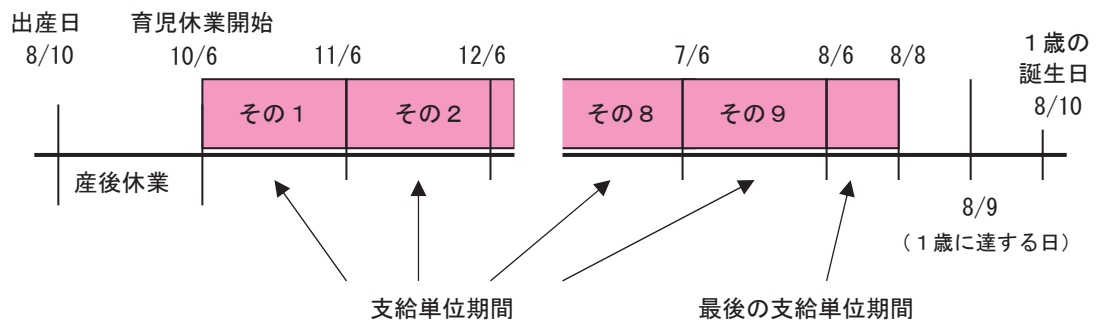 出産日
8/10
育児休業開始
10/6
11/6
12/6
7/6
8/6
8/8
1歳の
誕生日
8/10
その1
その2
その8
その9
産後休業
8/9
(1歳に達する日)
支給単位期間
最後の支給単位期間